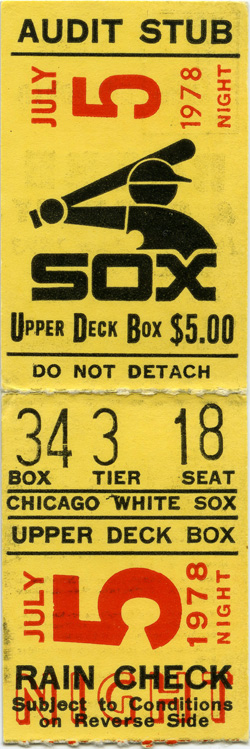 AUDIT STUB
JULY 5 1978 NIGHT
SOX
UPPER DECK BOX $5.00
DO NOT DETACH
34 3 18
BOX TIER SEAT
CHICAGO WHITE SOX
UPPER DECK BOX
JULY 5 1978 NIGHT
NIGHT
RAIN CHECK
Subject to Conditions
on Reverse Side